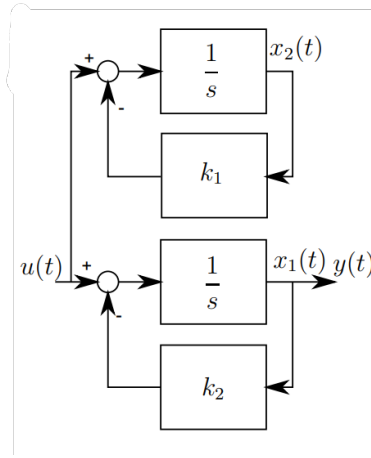 +
1
s
x₂(t)
-
k₁
u(t)
+
1
s
x₁(t)
y(t)
-
k₂